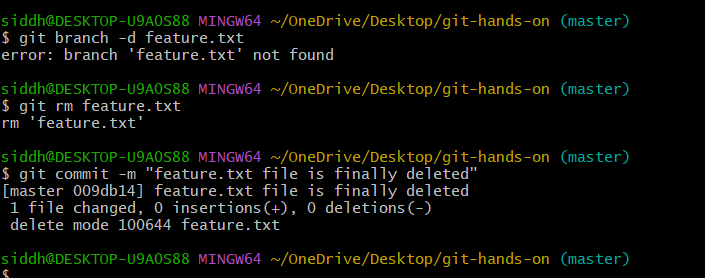 siddh@DESKTOP-U9AOS88 MINGW64 ~/OneDrive/Desktop/git-hands-on (master)
$ git branch -d feature.txt
error: branch 'feature.txt' not found
siddh@DESKTOP-U9AOS88 MINGW64 ~/OneDrive/Desktop/git-hands-on (master)
$ git rm feature.txt
rm 'feature.txt'
siddh@DESKTOP-U9AOS88 MINGW64 ~/OneDrive/Desktop/git-hands-on (master)
$ git commit -m "feature.txt file is finally deleted"
[master 009db14] feature.txt file is finally deleted
 1 file changed, 0 insertions(+), 0 deletions(-)
 delete mode 100644 feature.txt
siddh@DESKTOP-U9AOS88 MINGW64 ~/OneDrive/Desktop/git-hands-on (master)
$